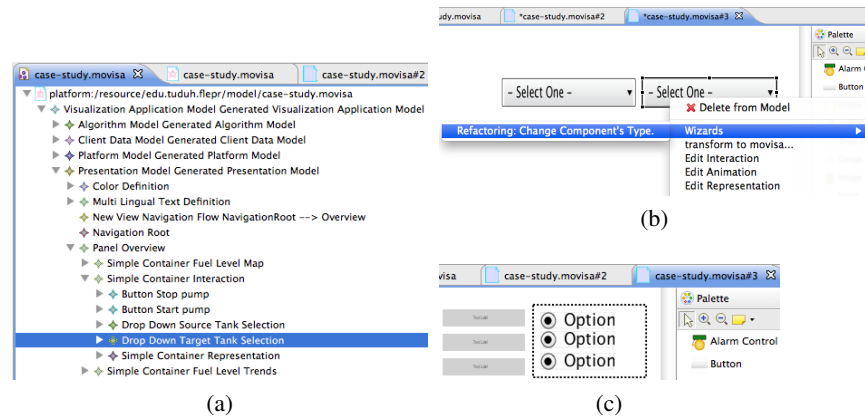 case-study.movisa
case-study.movisa
case-study.movisa#2
platform:/resource/edu.tuduh.flepr/model/case-study.movisa
Visualization Application Model Generated Visualization Application Model
Algorithm Model Generated Algorithm Model
Client Data Model Generated Client Data Model
Platform Model Generated Platform Model
Presentation Model Generated Presentation Model
Color Definition
Multi Lingual Text Definition
New View Navigation Flow NavigationRoot --> Overview
Navigation Root
Panel Overview
Simple Container Fuel Level Map
Simple Container Interaction
Button Stop pump
Button Start pump
Drop Down Source Tank Selection
Drop Down Target Tank Selection
Simple Container Representation
Simple Container Fuel Level Trends
(a)
udy.movisa
*case-study.movisa#2
*case-study.movisa#3
Palette
Alarm Co
Button
- Select One -
- Select One -
Delete from Model
Refactoring: Change Component's Type.
Wizards
transform to movisa...
Edit Interaction
Edit Animation
Edit Representation
(b)
visa
case-study.movisa#2
case-study.movisa#3
Palette
Option
Option
Option
Alarm Control
Button
(c)